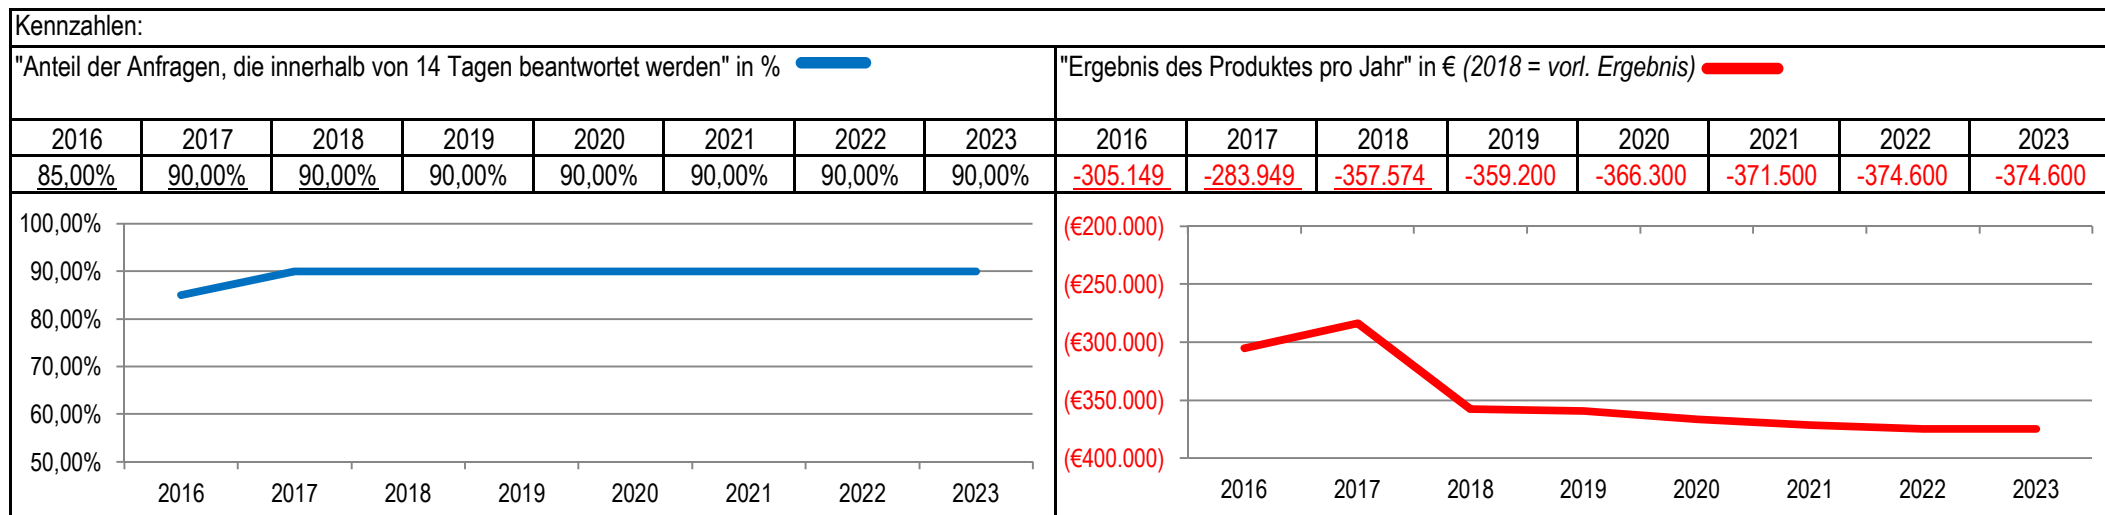 Kennzahlen:
"Anteil der Anfragen, die innerhalb von 14 Tagen beantwortet werden" in %
"Ergebnis des Produktes pro Jahr" in € (2018 = vorl. Ergebnis)
2016 2017 2018 2019 2020 2021 2022 2023 2016 2017 2018 2019 2020 2021 2022 2023
85,00% 90,00% 90,00% 90,00% 90,00% 90,00% 90,00% 90,00% -305.149 -283.949 -357.574 -359.200 -366.300 -371.500 -374.600 -374.600
100,00%
90,00%
80,00%
70,00%
60,00%
50,00%
2016 2017 2018 2019 2020 2021 2022 2023
(€200.000)
(€250.000)
(€300.000)
(€350.000)
(€400.000)
2016 2017 2018 2019 2020 2021 2022 2023